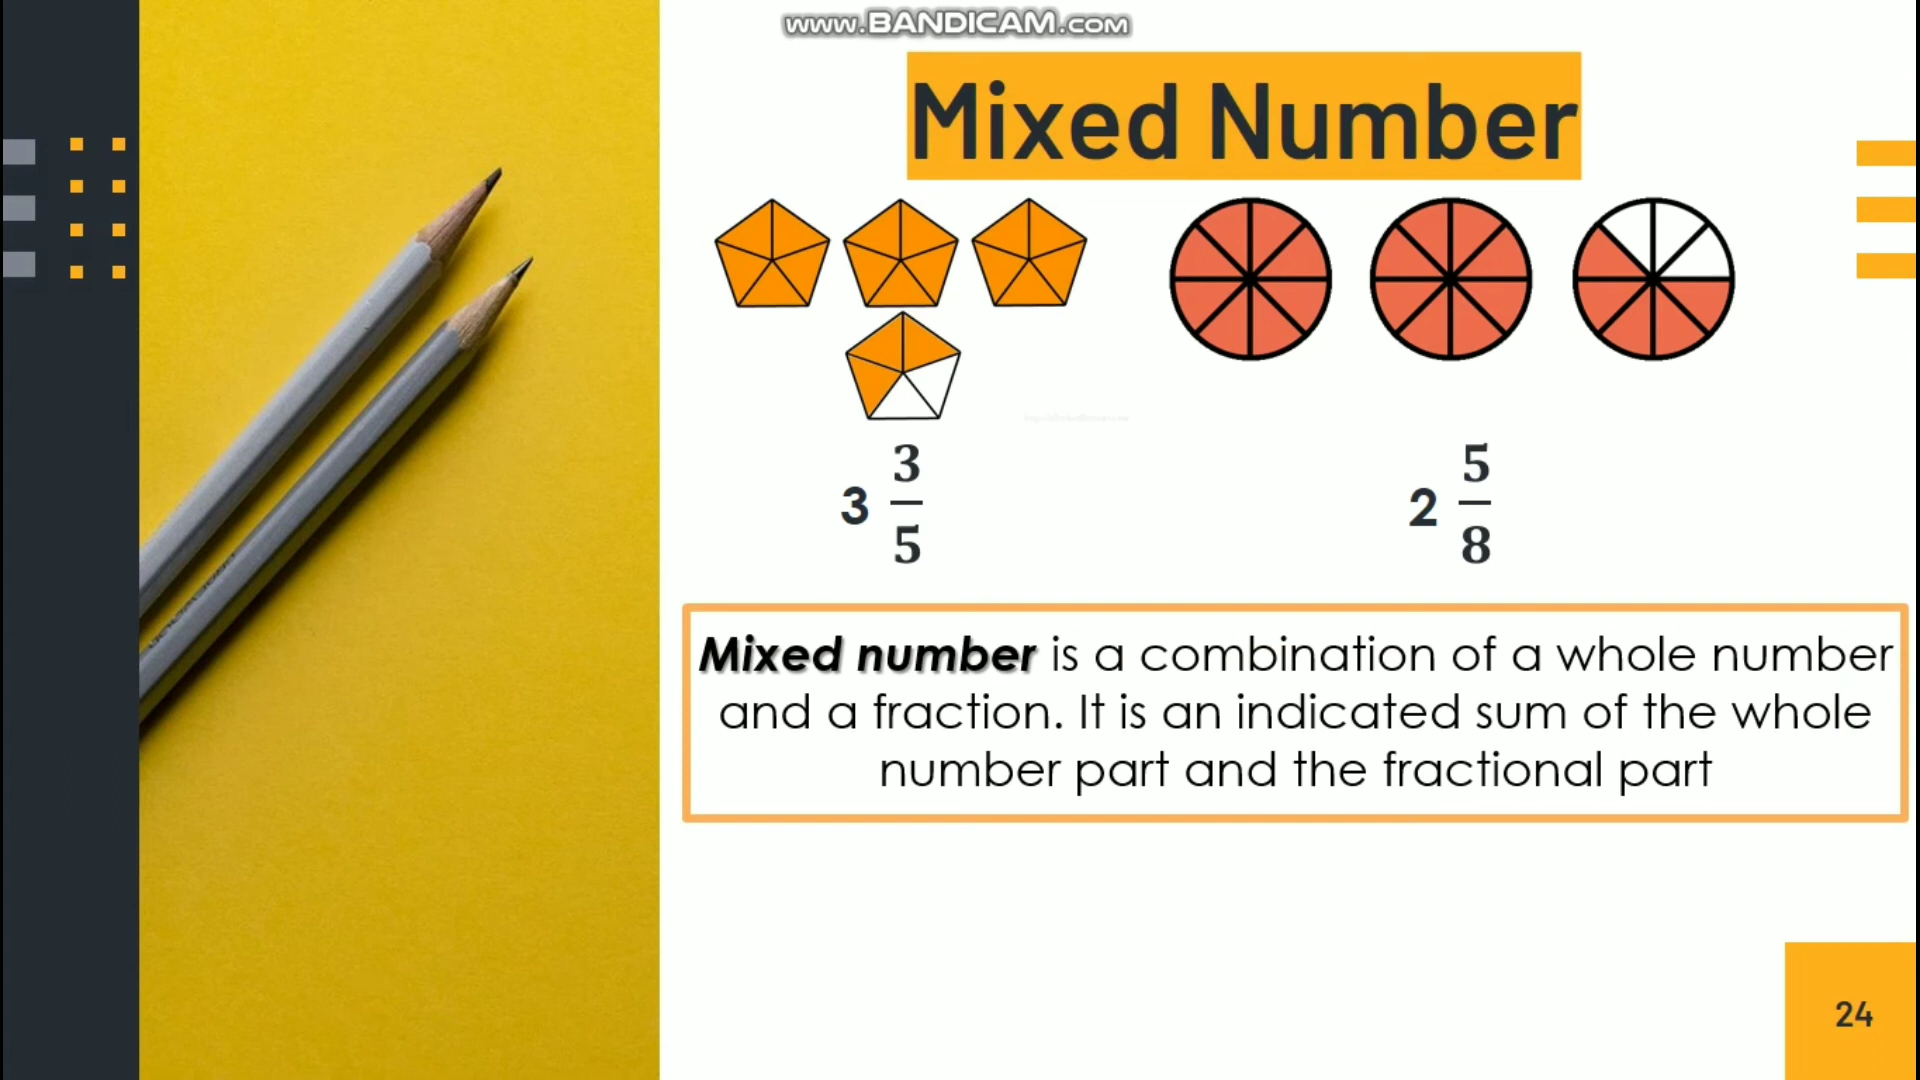 www.BANDICAM.com
Mixed Number
3 3/5
2 5/8
Mixed number is a combination of a whole number
and a fraction. It is an indicated sum of the whole
number part and the fractional part
24